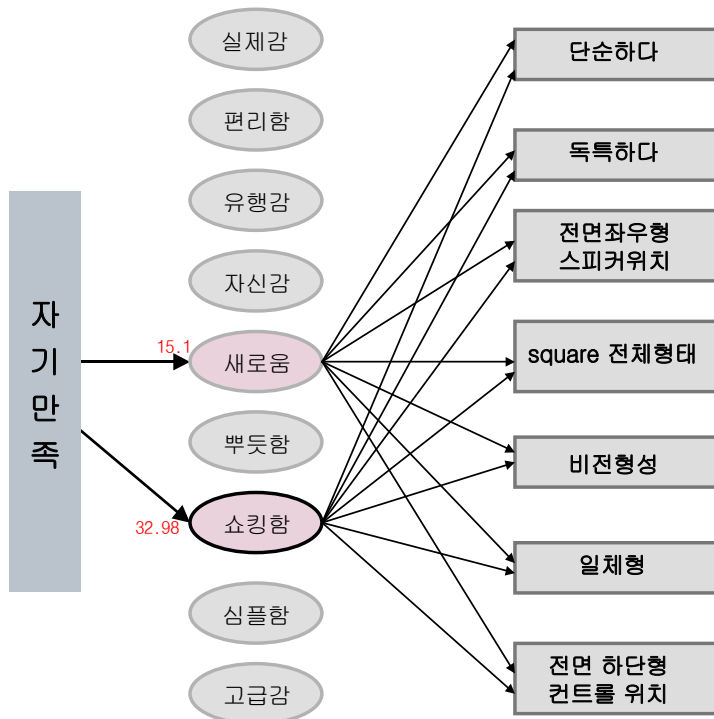 자
기
만
족
15.1
32.98
실제감
편리함
유행감
자신감
새로움
뿌듯함
쇼킹함
심플함
고급감
단순하다
독특하다
전면좌우형
스피커위치
square 전체형태
비전형성
일체형
전면 하단형
컨트롤 위치